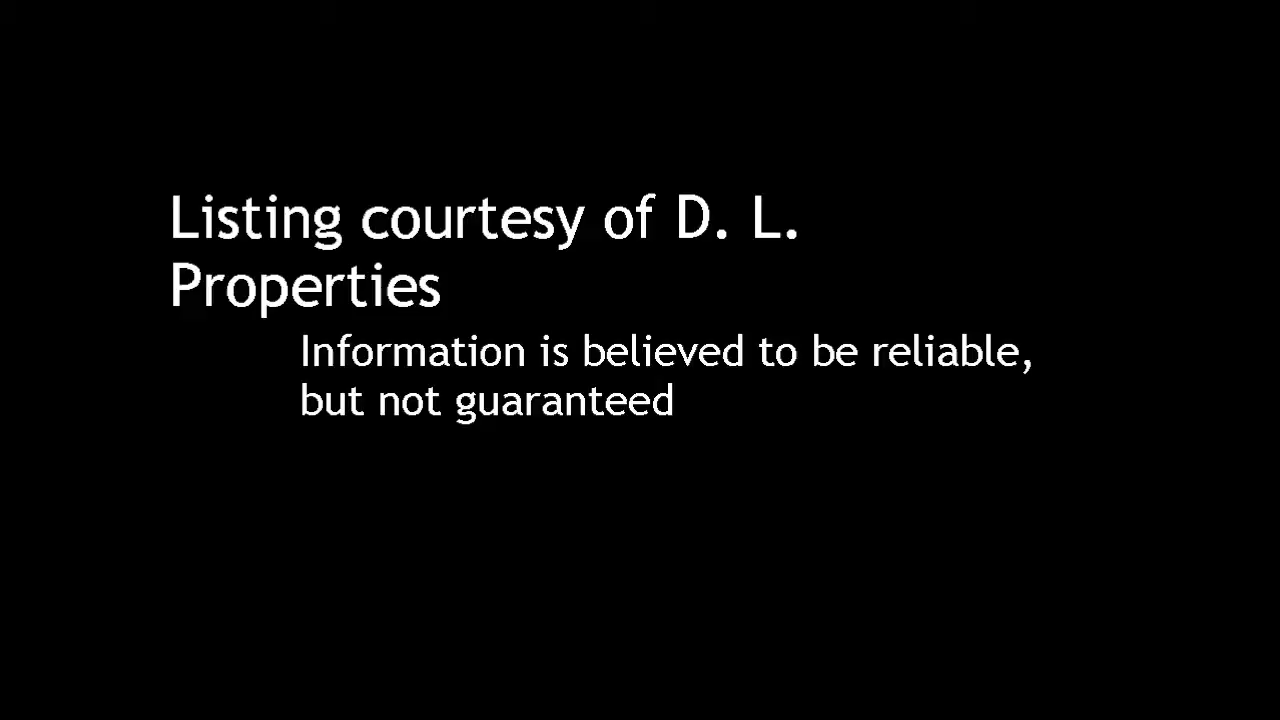 Listing courtesy of D. L.
Properties
Information is believed to be reliable,
but not guaranteed